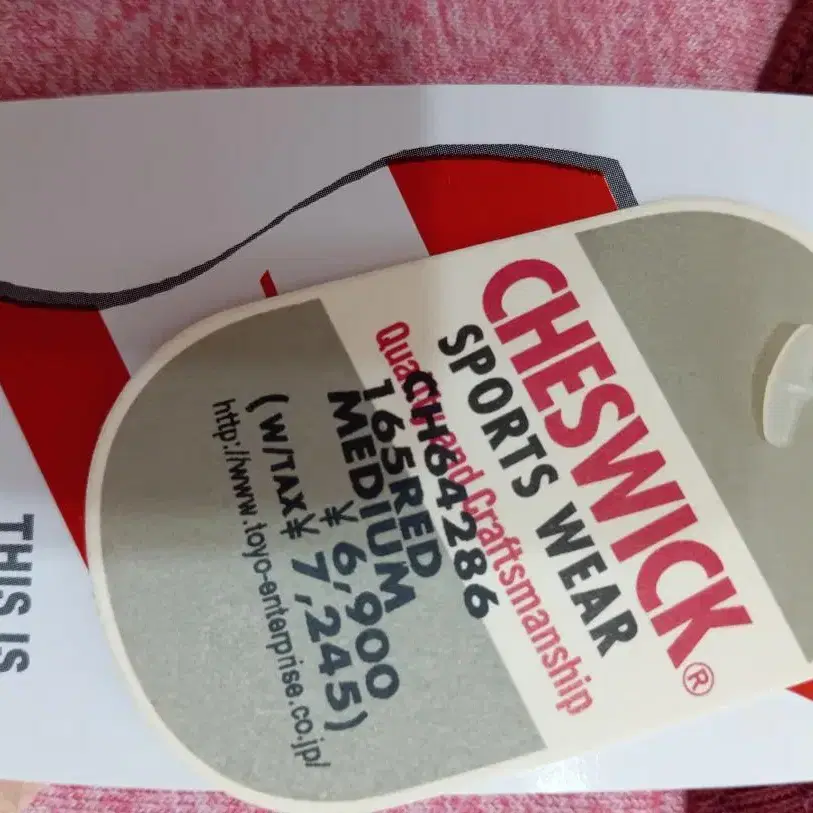 CHESWICK®
SPORTS WEAR
Quality and Craftsmanship
CH64286
165RED
MEDIUM
¥ 6,900
(W/TAX¥ 7,245)
http://www.toyo-enterprise.co.jp/
THIS IS